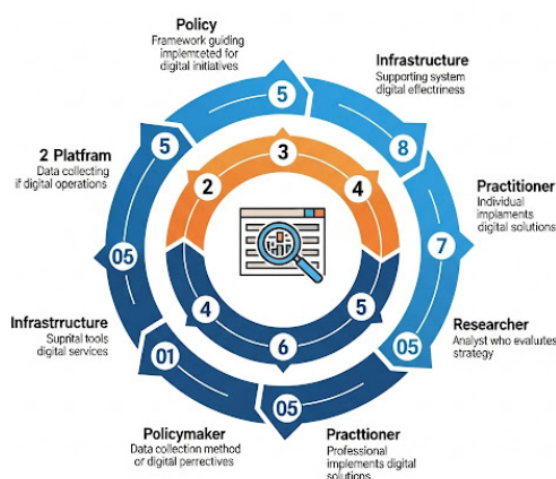 Policy
Framework guiding
implemeteted for
digital initiatives
Infrastructure
Supporting system
digital effectriness
5
5
8
3
2
4
2 Platfram
Data collecting
if digital operations
Practitioner
Individual implaments
digital solutions
05
7
4
5
6
Infrastrructure
Suprital tools
digital services
01
05
05
Researcher
Analyst who evaluates
strategy
Policymaker
Data collection method
or digital perrectives
Practtioner
Professional implements digital
solutions